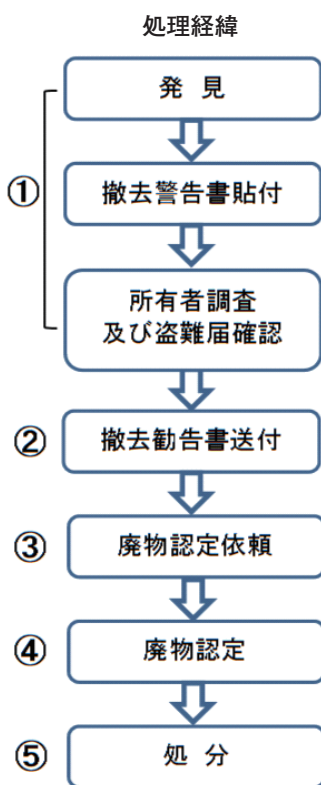 処理経緯
発 見
①
撤去警告書貼付
所有者調査
及び盗難届確認
②
撤去勧告書送付
③
廃物認定依頼
④
廃物認定
⑤
処 分